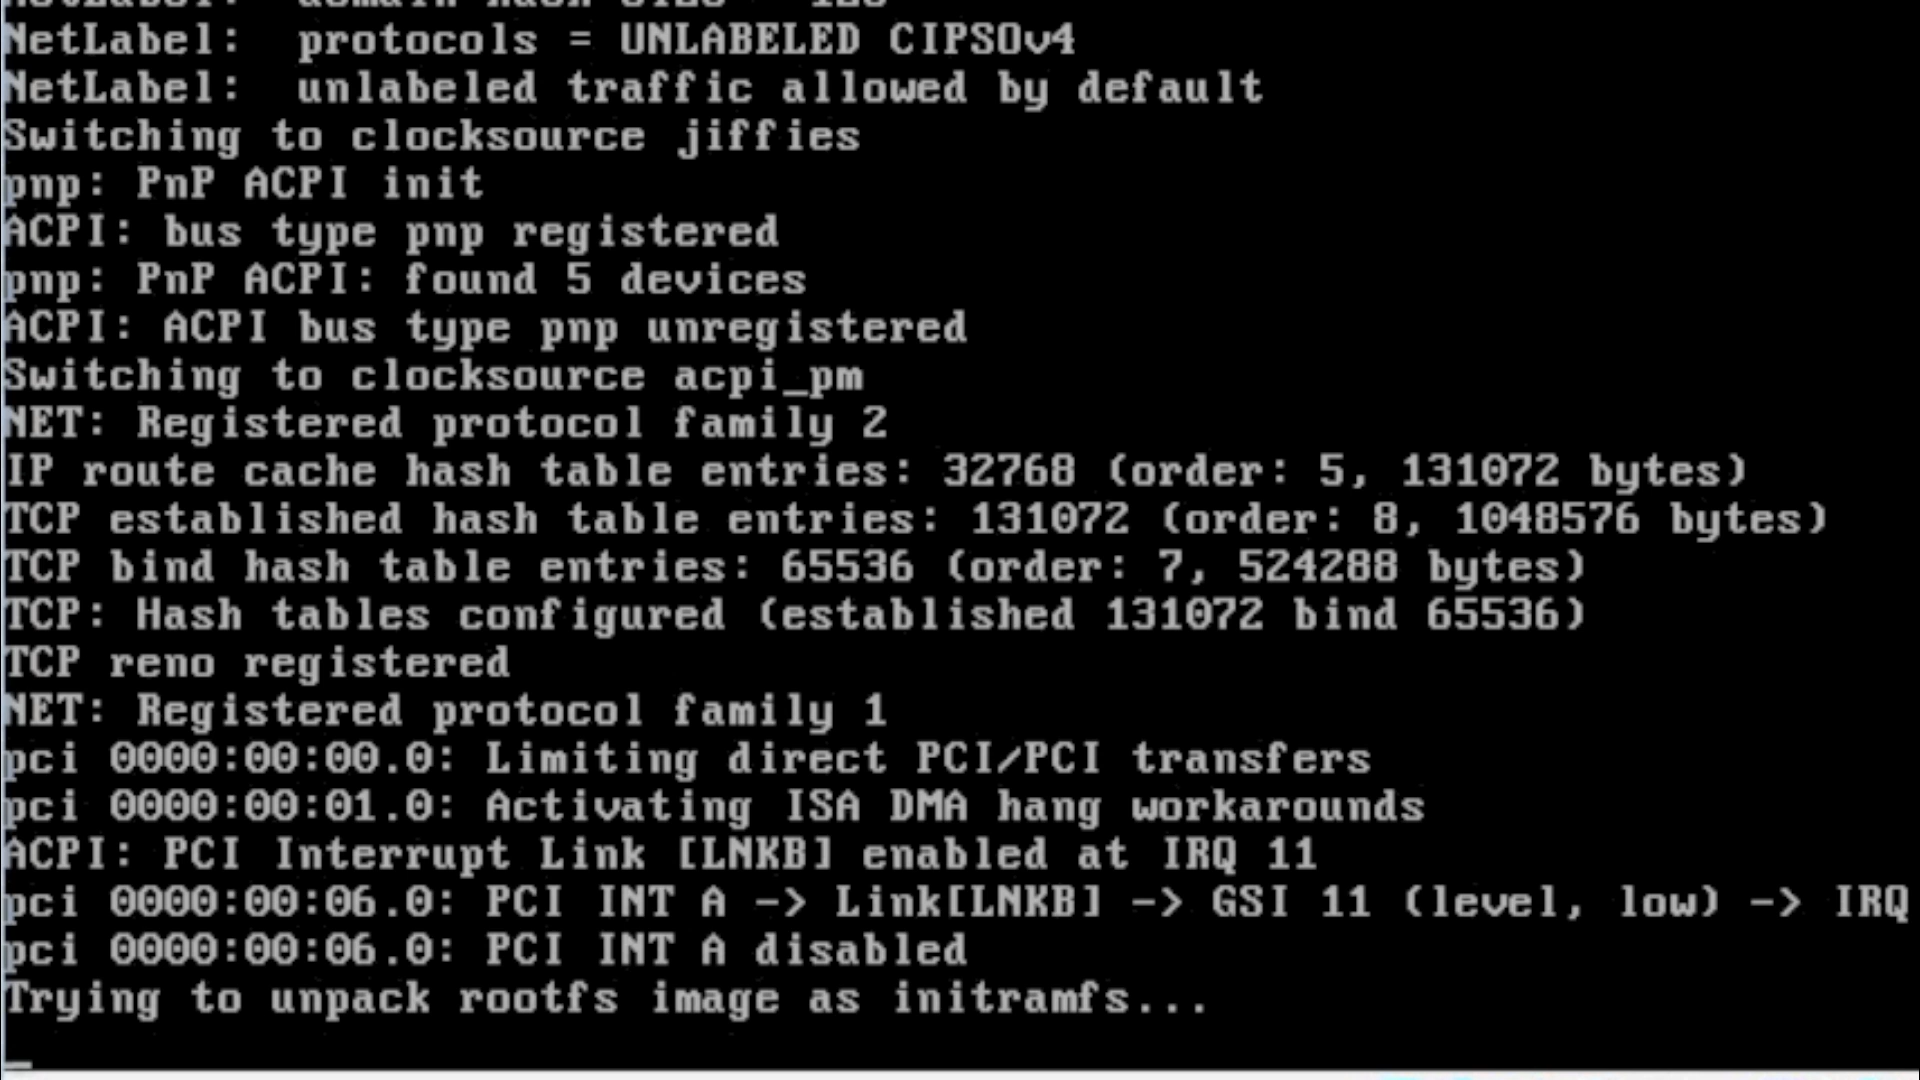 NetLabel:  domain hash size = 128
NetLabel:  protocols = UNLABELED CIPSOv4
NetLabel:  unlabeled traffic allowed by default
Switching to clocksource jiffies
pnp: PnP ACPI init
ACPI: bus type pnp registered
pnp: PnP ACPI: found 5 devices
ACPI: ACPI bus type pnp unregistered
Switching to clocksource acpi_pm
NET: Registered protocol family 2
IP route cache hash table entries: 32768 (order: 5, 131072 bytes)
TCP established hash table entries: 131072 (order: 8, 1048576 bytes)
TCP bind hash table entries: 65536 (order: 7, 524288 bytes)
TCP: Hash tables configured (established 131072 bind 65536)
TCP reno registered
NET: Registered protocol family 1
pci 0000:00:00.0: Limiting direct PCI/PCI transfers
pci 0000:00:01.0: Activating ISA DMA hang workarounds
ACPI: PCI Interrupt Link [LNKB] enabled at IRQ 11
pci 0000:00:06.0: PCI INT A -> Link[LNKB] -> GSI 11 (level, low) -> IRQ
pci 0000:00:06.0: PCI INT A disabled
Trying to unpack rootfs image as initramfs...
_